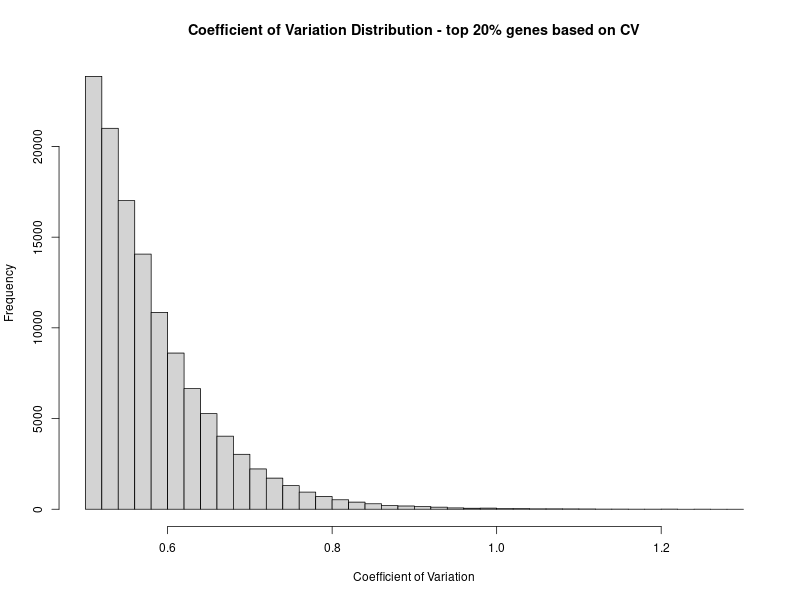 Coefficient of Variation Distribution - top 20% genes based on CV
Frequency
20000
15000
10000
5000
0
0.6 0.8 1.0 1.2
Coefficient of Variation